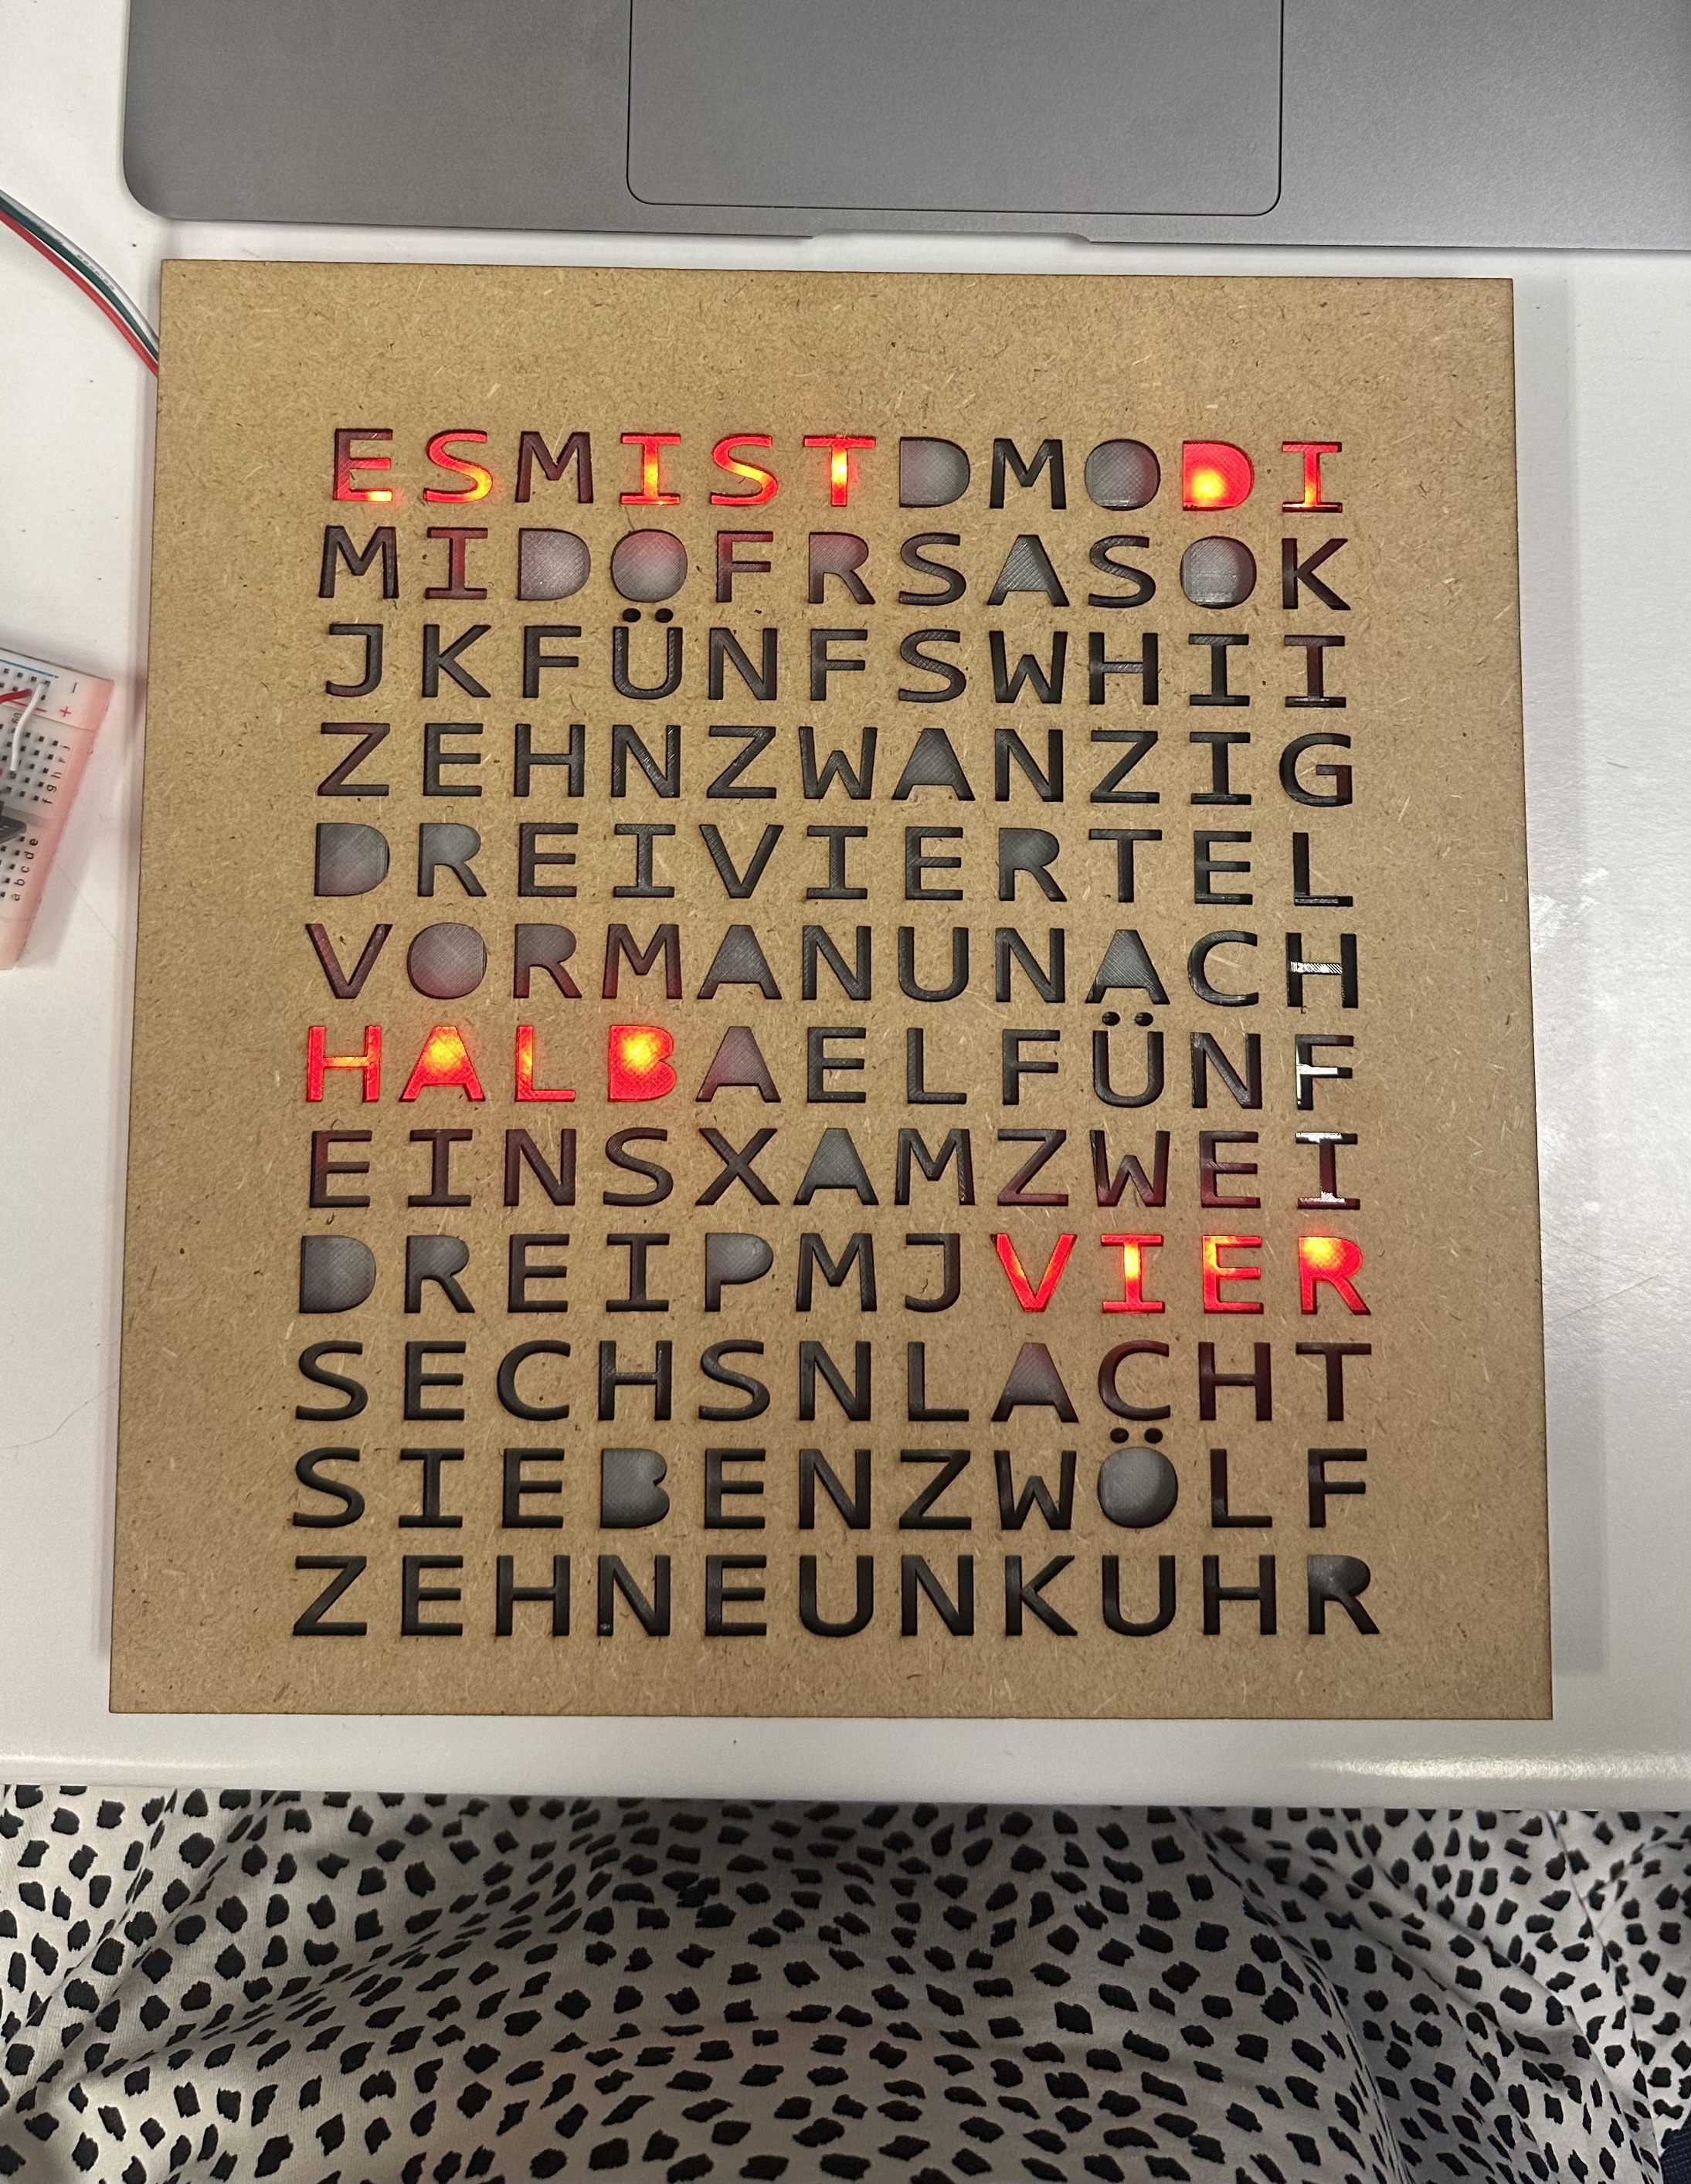 ESMISTDMODI
MIDOFRSASOK
JKFÜNFSWHII
ZEHNZWANZIG
DREIVIERTEL
VORMANUNACH
HALBAELFÜNF
EINSXAMZWEI
DREIPMJVIER
SECHSNLACHT
SIEBENZWÖLF
ZEHNEUNKUHR
- +
f g h i j
a b c d e